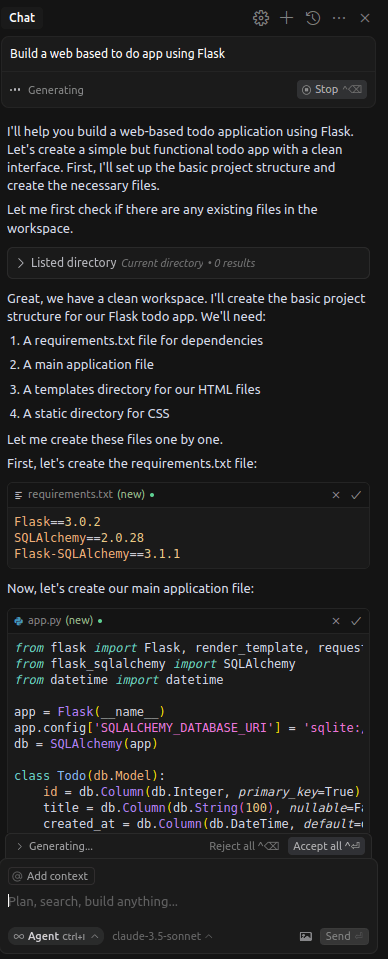 Chat
Build a web based to do app using Flask
Generating
Stop ^⌫
I'll help you build a web-based todo application using Flask.
Let's create a simple but functional todo app with a clean
interface. First, I'll set up the basic project structure and
create the necessary files.
Let me first check if there are any existing files in the
workspace.
Listed directory Current directory • 0 results
Great, we have a clean workspace. I'll create the basic project
structure for our Flask todo app. We'll need:
1. A requirements.txt file for dependencies
2. A main application file
3. A templates directory for our HTML files
4. A static directory for CSS
Let me create these files one by one.
First, let's create the requirements.txt file:
requirements.txt (new)
Flask==3.0.2
SQLAlchemy==2.0.28
Flask-SQLAlchemy==3.1.1
Now, let's create our main application file:
app.py (new)
from flask import Flask, render_template, request
from flask_sqlalchemy import SQLAlchemy
from datetime import datetime
app = Flask(__name__)
app.config['SQLALCHEMY_DATABASE_URI'] = 'sqlite:
db = SQLAlchemy(app)
class Todo(db.Model):
id = db.Column(db.Integer, primary_key=True)
title = db.Column(db.String(100), nullable=Fa
created_at = db.Column(db.DateTime, default=
Generating...
Reject all ^⌫
Accept all ^⏎
@ Add context
Plan, search, build anything...
∞ Agent Ctrl+I
claude-3.5-sonnet
Send ⏎